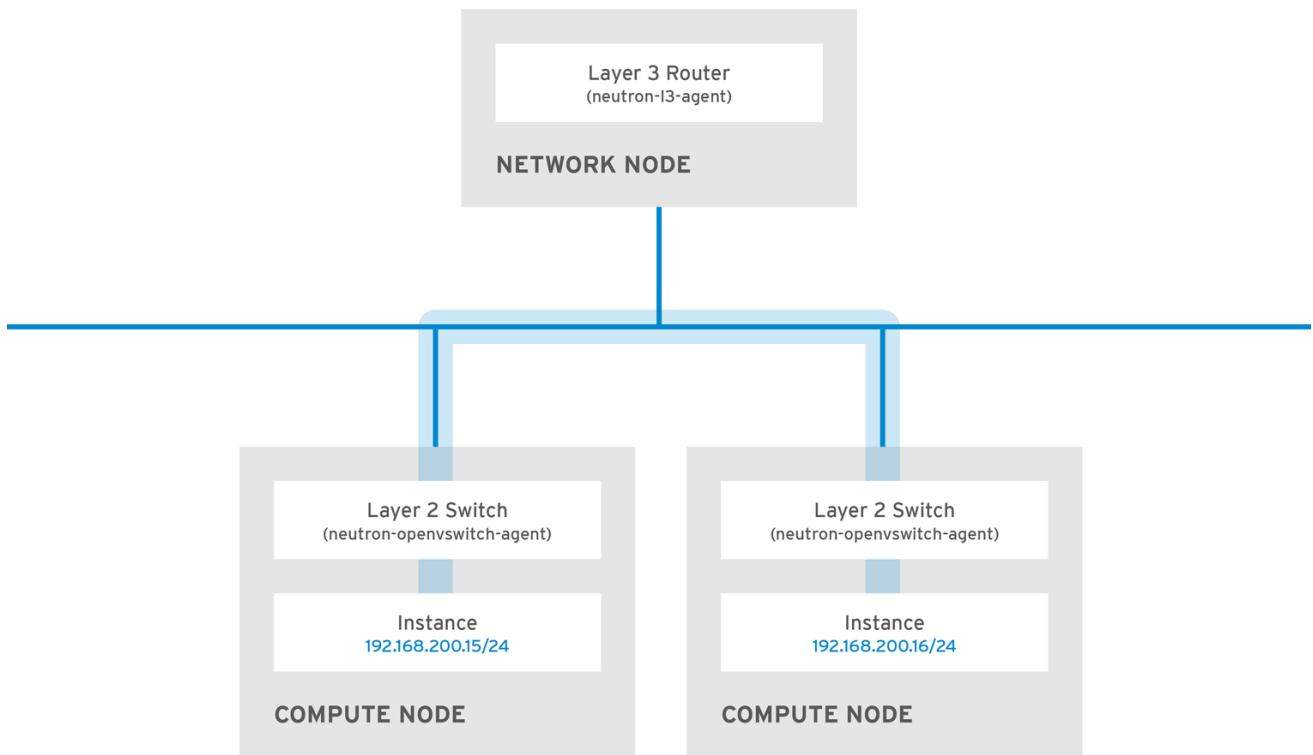 Layer 3 Router
(neutron-l3-agent)
NETWORK NODE
Layer 2 Switch
(neutron-openvswitch-agent)
Instance
192.168.200.15/24
COMPUTE NODE
Layer 2 Switch
(neutron-openvswitch-agent)
Instance
192.168.200.16/24
COMPUTE NODE